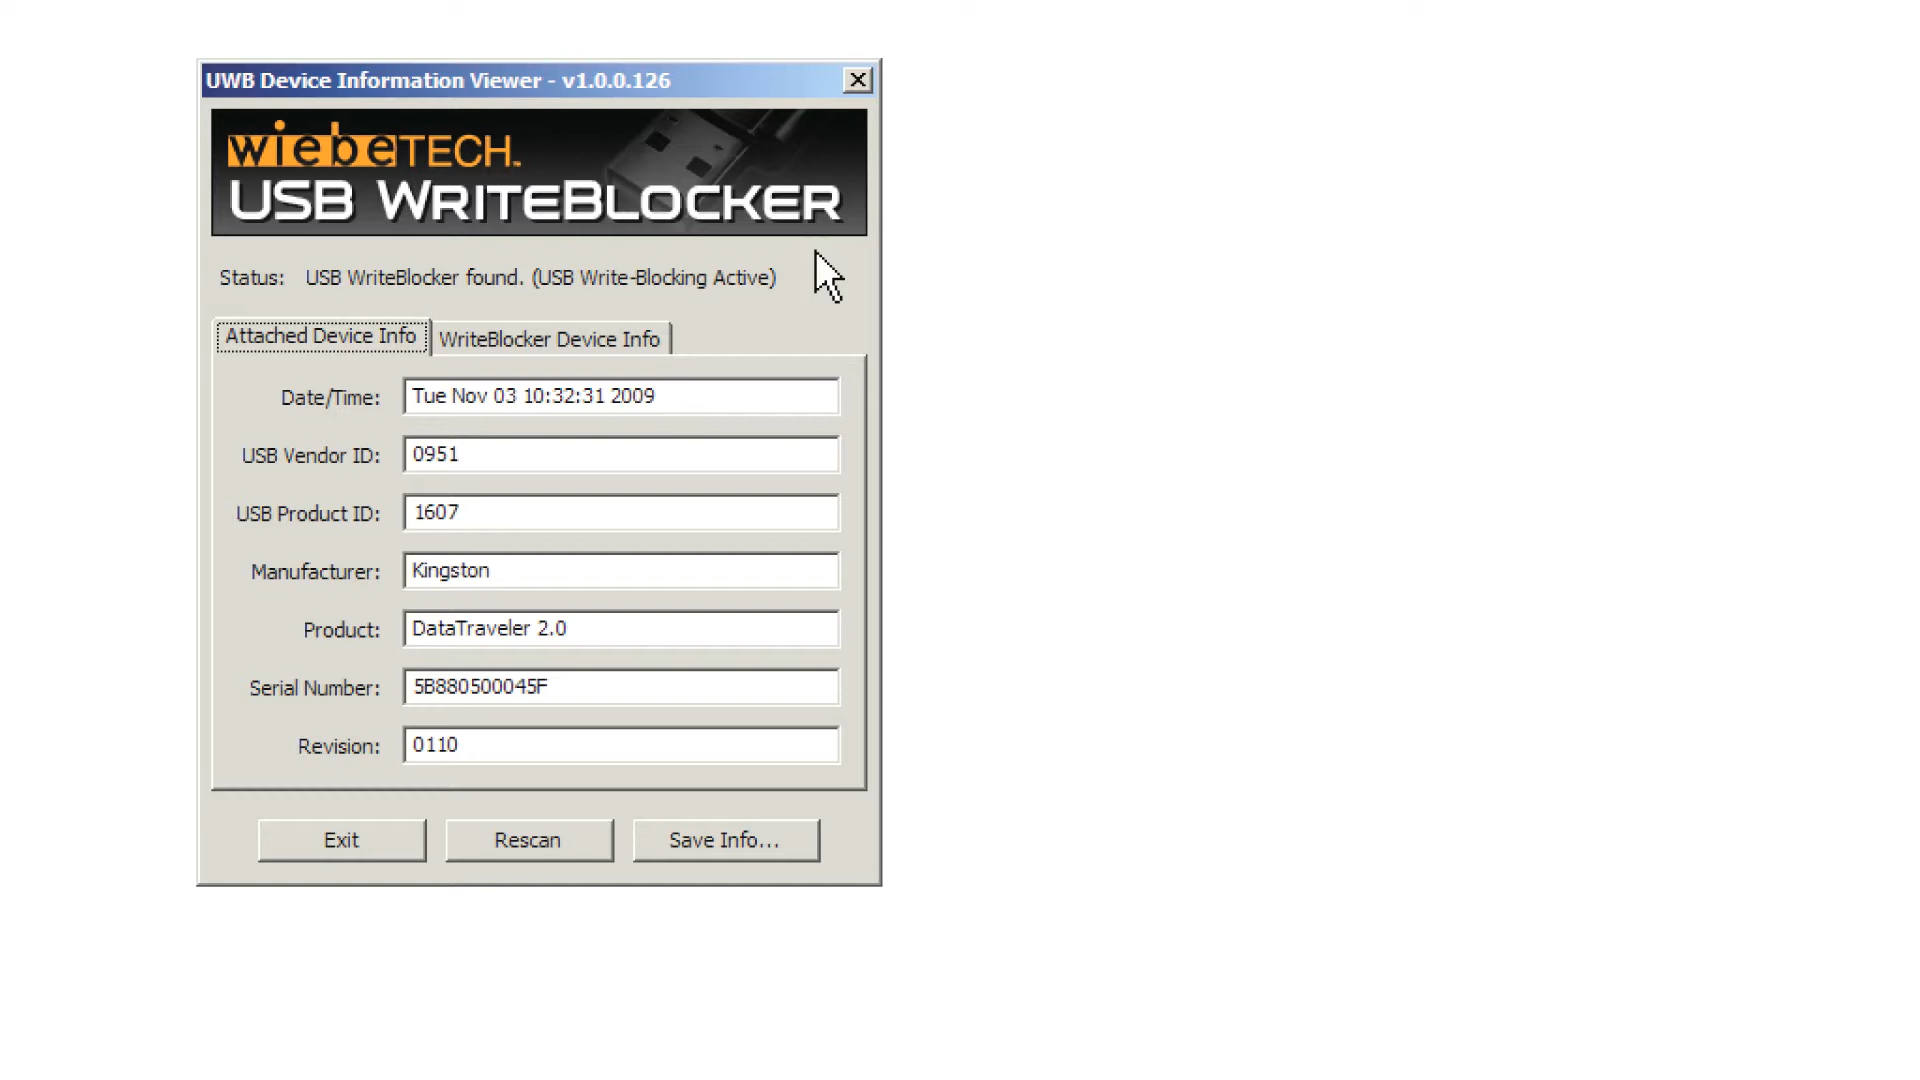 UWB Device Information Viewer - v1.0.0.126
wiebeTECH™
USB WRITEBLOCKER
Status: USB WriteBlocker found. (USB Write-Blocking Active)
Attached Device Info WriteBlocker Device Info
Date/Time: Tue Nov 03 10:32:31 2009
USB Vendor ID: 0951
USB Product ID: 1607
Manufacturer: Kingston
Product: DataTraveler 2.0
Serial Number: 5B880500045F
Revision: 0110
Exit Rescan Save Info...